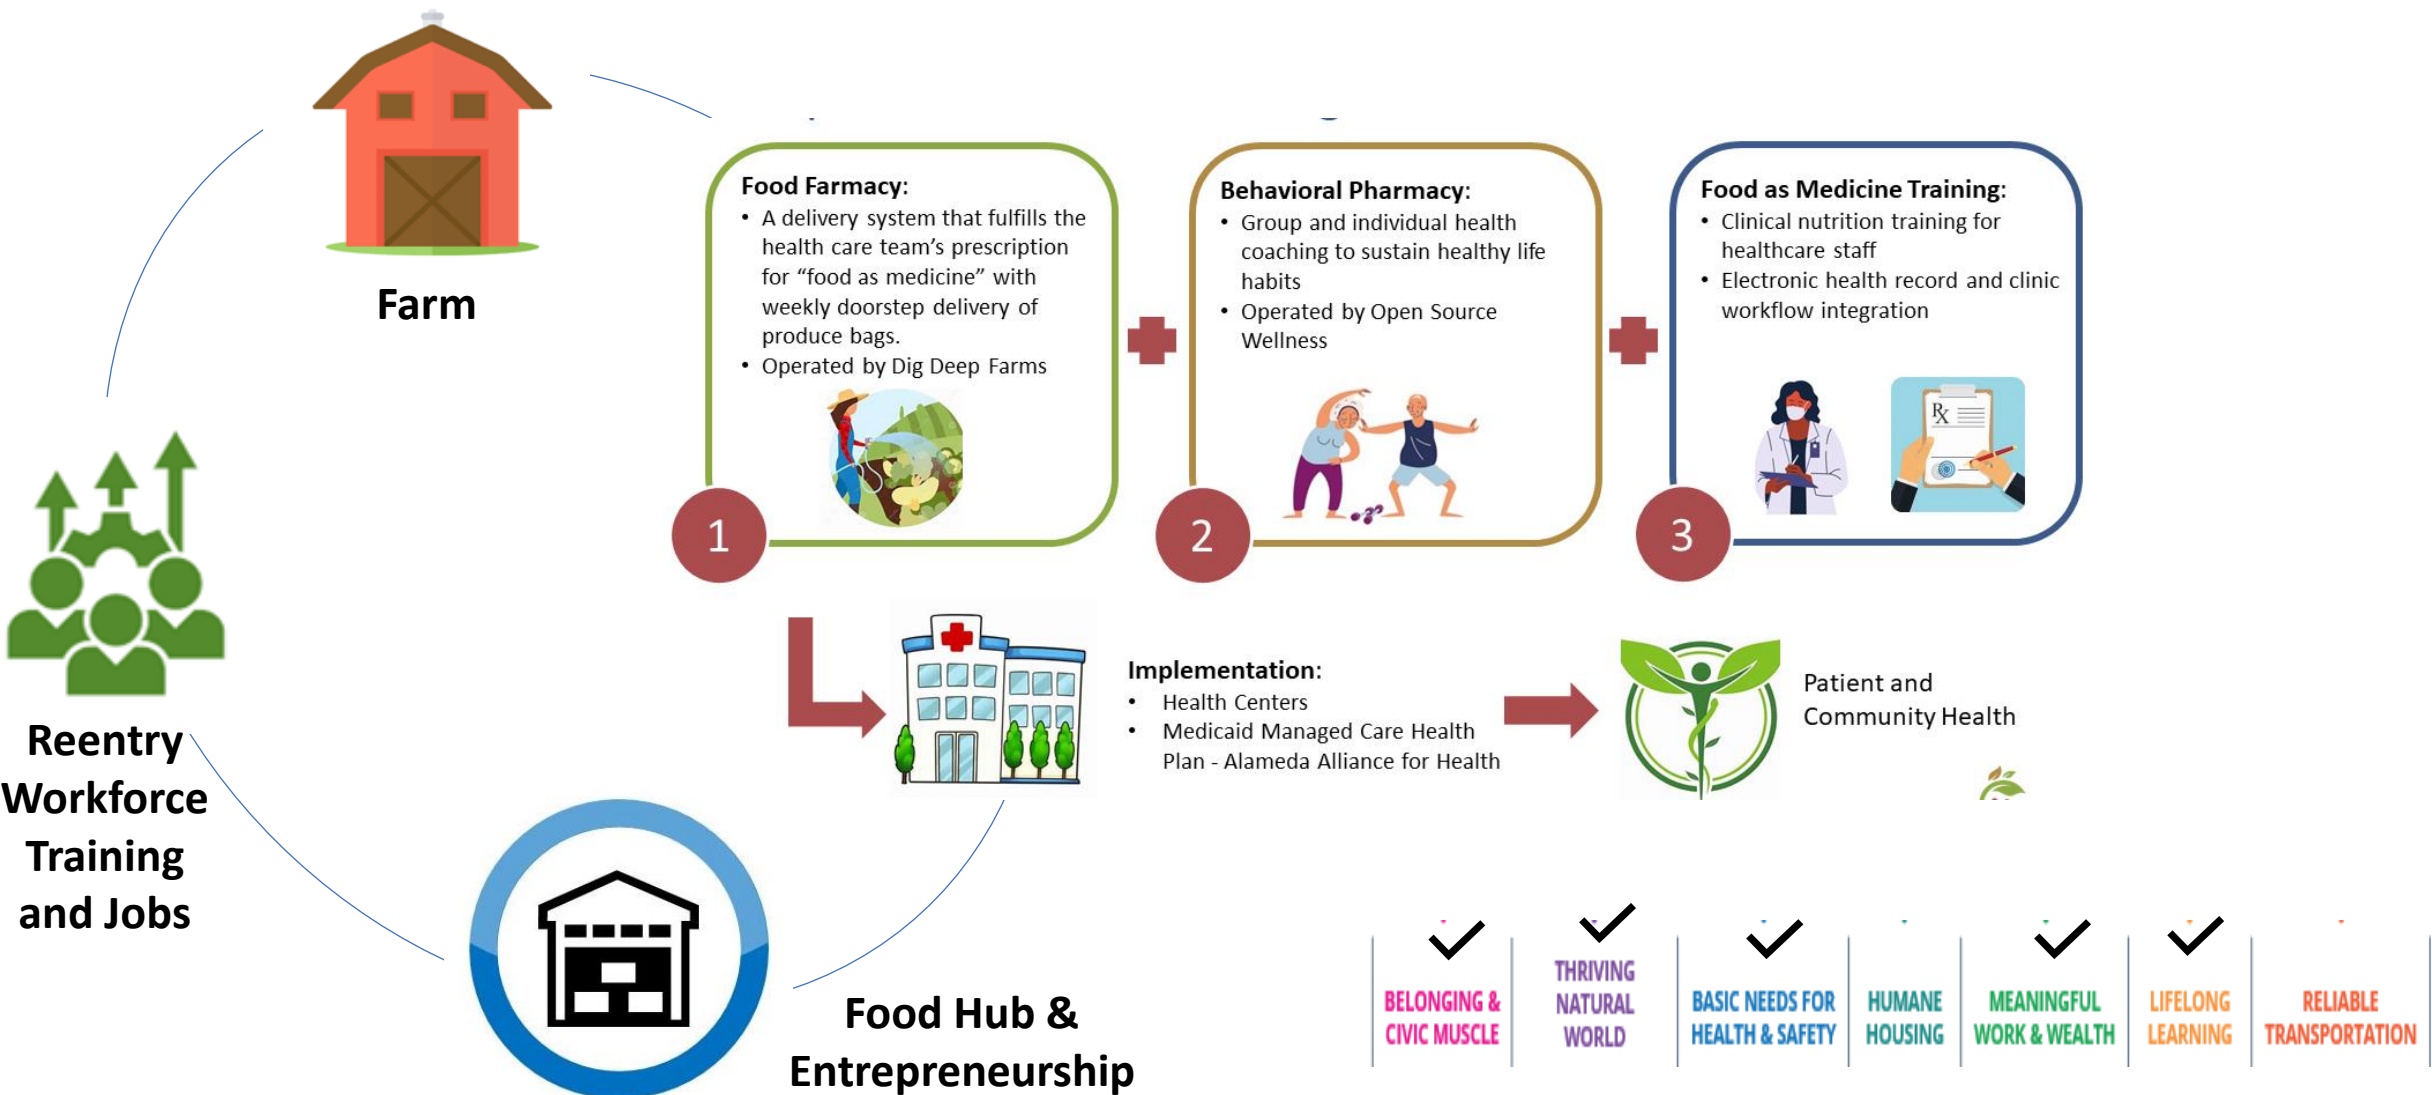 Farm
Food Farmacy:
• A delivery system that fulfills the
health care team's prescription
for “food as medicine” with
weekly doorstep delivery of
produce bags.
• Operated by Dig Deep Farms
1
Behavioral Pharmacy:
• Group and individual health
coaching to sustain healthy life
habits
• Operated by Open Source
Wellness
2
Food as Medicine Training:
• Clinical nutrition training for
healthcare staff
• Electronic health record and clinic
workflow integration
Rx
3
Implementation:
• Health Centers
• Medicaid Managed Care Health
Plan - Alameda Alliance for Health
Patient and
Community Health
Reentry
Workforce
Training
and Jobs
Food Hub &
Entrepreneurship
BELONGING &
CIVIC MUSCLE
THRIVING
NATURAL
WORLD
BASIC NEEDS FOR
HEALTH & SAFETY
HUMANE
HOUSING
MEANINGFUL
WORK & WEALTH
LIFELONG
LEARNING
RELIABLE
TRANSPORTATION